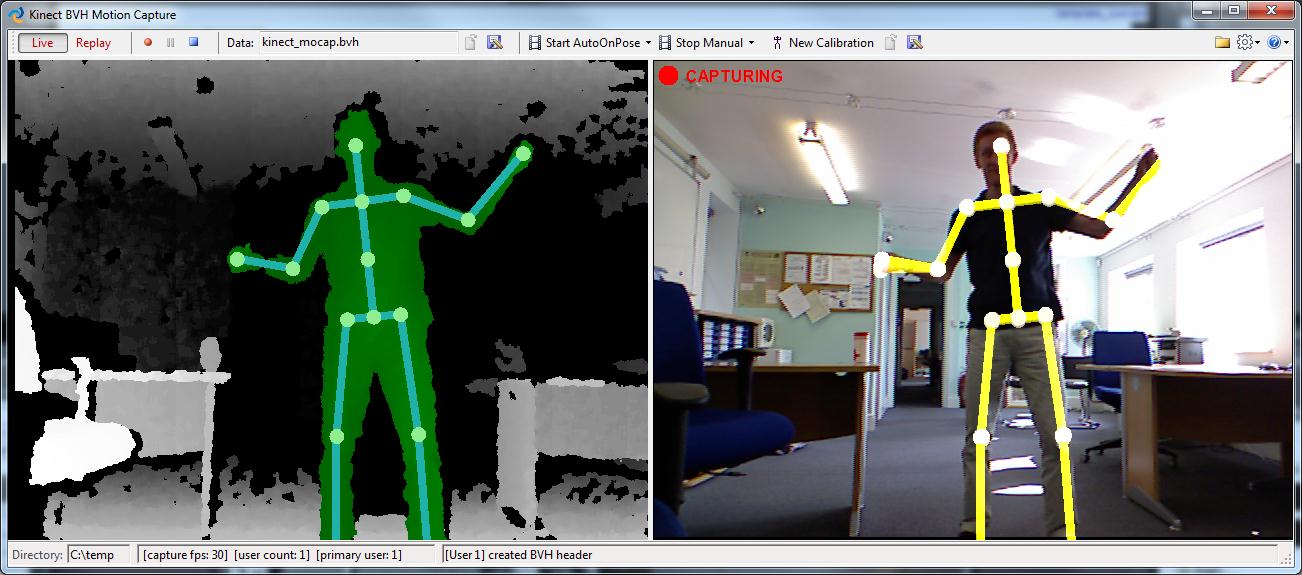 Kinect BVH Motion Capture
Live Replay Data: kinect_mocap.bvh Start AutoOnPose Stop Manual New Calibration
CAPTURING
Directory: C:\temp [capture fps: 30] [user count: 1] [primary user: 1] [User 1] created BVH header